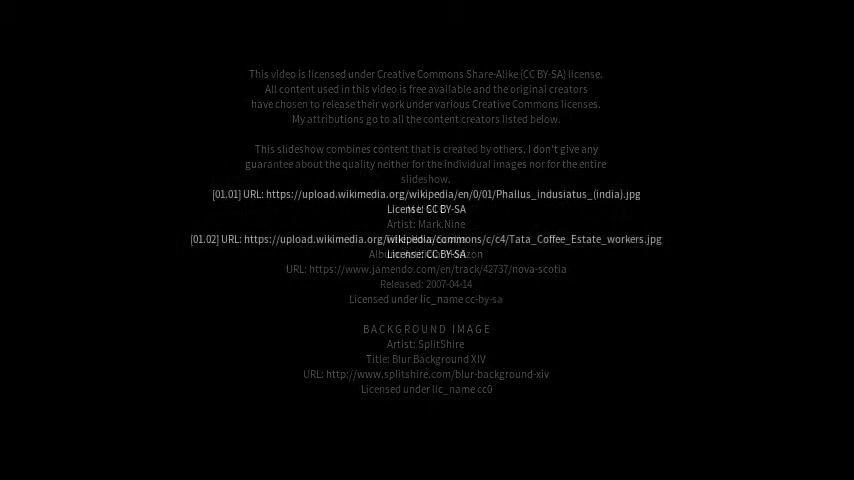 This video is licensed under Creative Commons Share-Alike (CC BY-SA) license.
All content used in this video is free available and the original creators
have chosen to release their work under various Creative Commons licenses.
My attributions go to all the content creators listed below.
This slideshow combines content that is created by others. I don't give any
guarantee about the quality neither for the individual images nor for the entire
slideshow.
[01.01] URL: https://upload.wikimedia.org/wikipedia/en/0/01/Phallus_indusiatus_(india).jpg
License: CC BY-SA
Artist: Mark.Nine
[01.02] URL: https://upload.wikimedia.org/wikipedia/commons/c/c4/Tata_Coffee_Estate_workers.jpg
License: CC BY-SA
URL: https://www.jamendo.com/en/track/42737/nova-scotia
Released: 2007-04-14
Licensed under lic_name cc-by-sa
BACKGROUND IMAGE
Artist: SplitShire
Title: Blur Background XIV
URL: http://www.splitshire.com/blur-background-xiv
Licensed under lic_name cc0